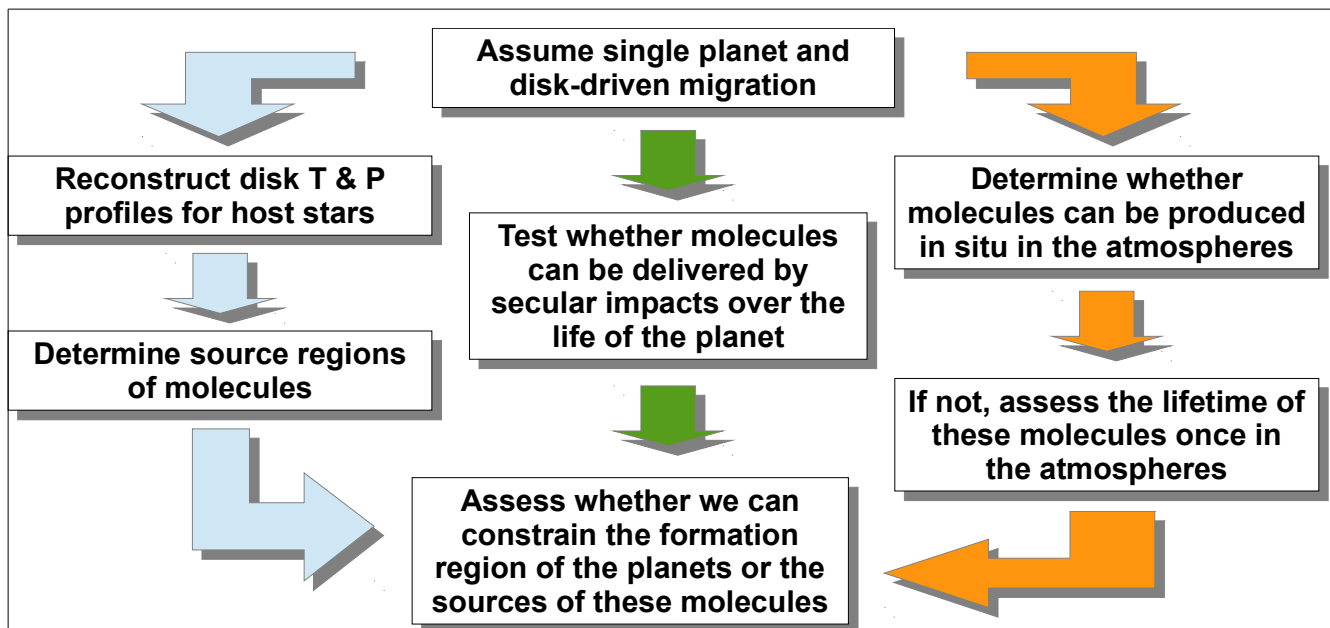 Assume single planet and
disk-driven migration
Reconstruct disk T & P
profiles for host stars
Determine source regions
of molecules
Test whether molecules
can be delivered by
secular impacts over the
life of the planet
Determine whether
molecules can be produced
in situ in the atmospheres
If not, assess the lifetime of
these molecules once in
the atmospheres
Assess whether we can
constrain the formation
region of the planets or the
sources of these molecules